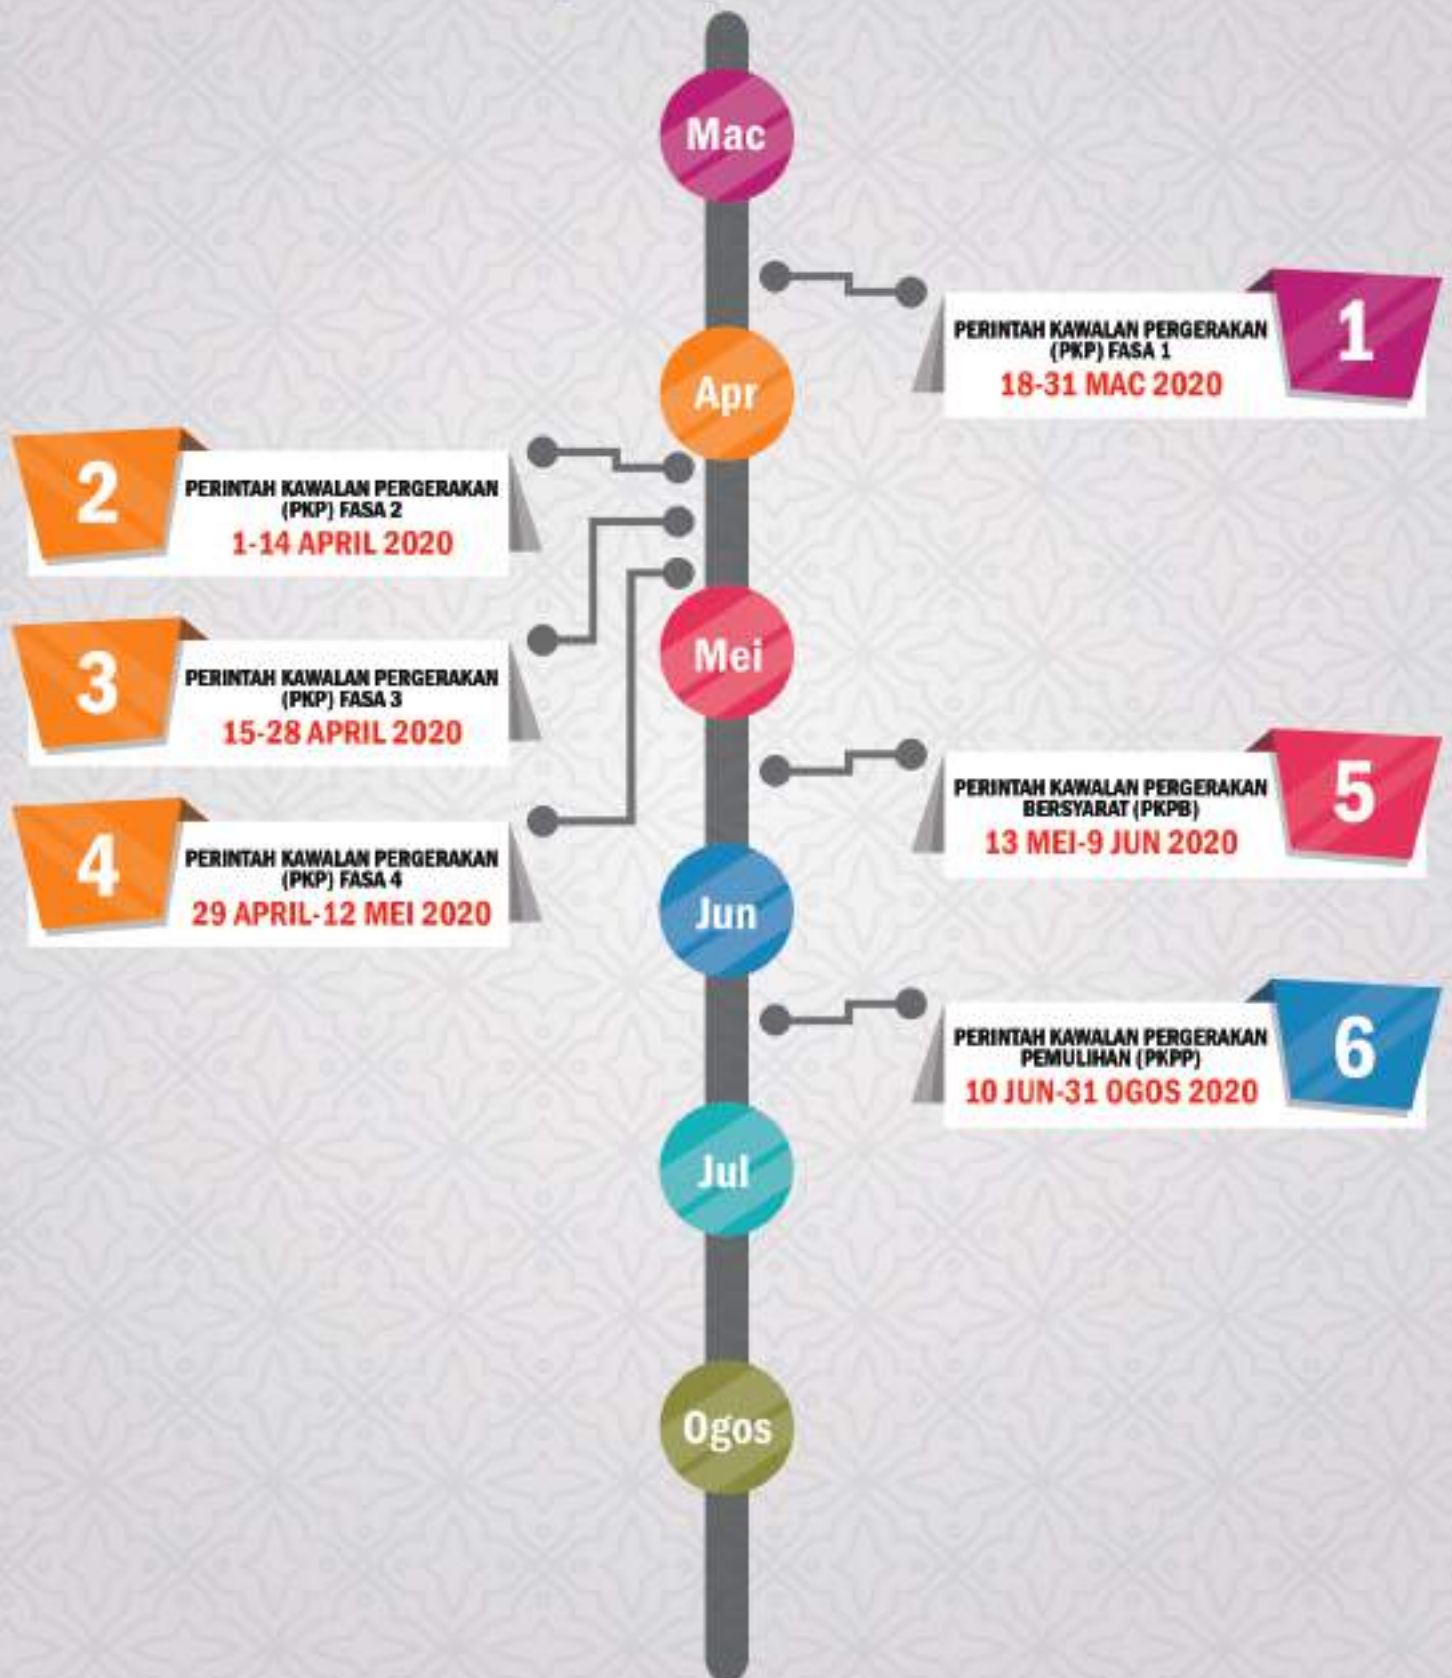 Mac
1
PERINTAH KAWALAN PERGERAKAN
(PKP) FASA 1
18-31 MAC 2020
Apr
2
PERINTAH KAWALAN PERGERAKAN
(PKP) FASA 2
1-14 APRIL 2020
3
PERINTAH KAWALAN PERGERAKAN
(PKP) FASA 3
15-28 APRIL 2020
4
PERINTAH KAWALAN PERGERAKAN
(PKP) FASA 4
29 APRIL-12 MEI 2020
Mei
5
PERINTAH KAWALAN PERGERAKAN
BERSYARAT (PKPB)
13 MEI-9 JUN 2020
Jun
6
PERINTAH KAWALAN PERGERAKAN
PEMULIHAN (PKPP)
10 JUN-31 OGOS 2020
Jul
Ogos